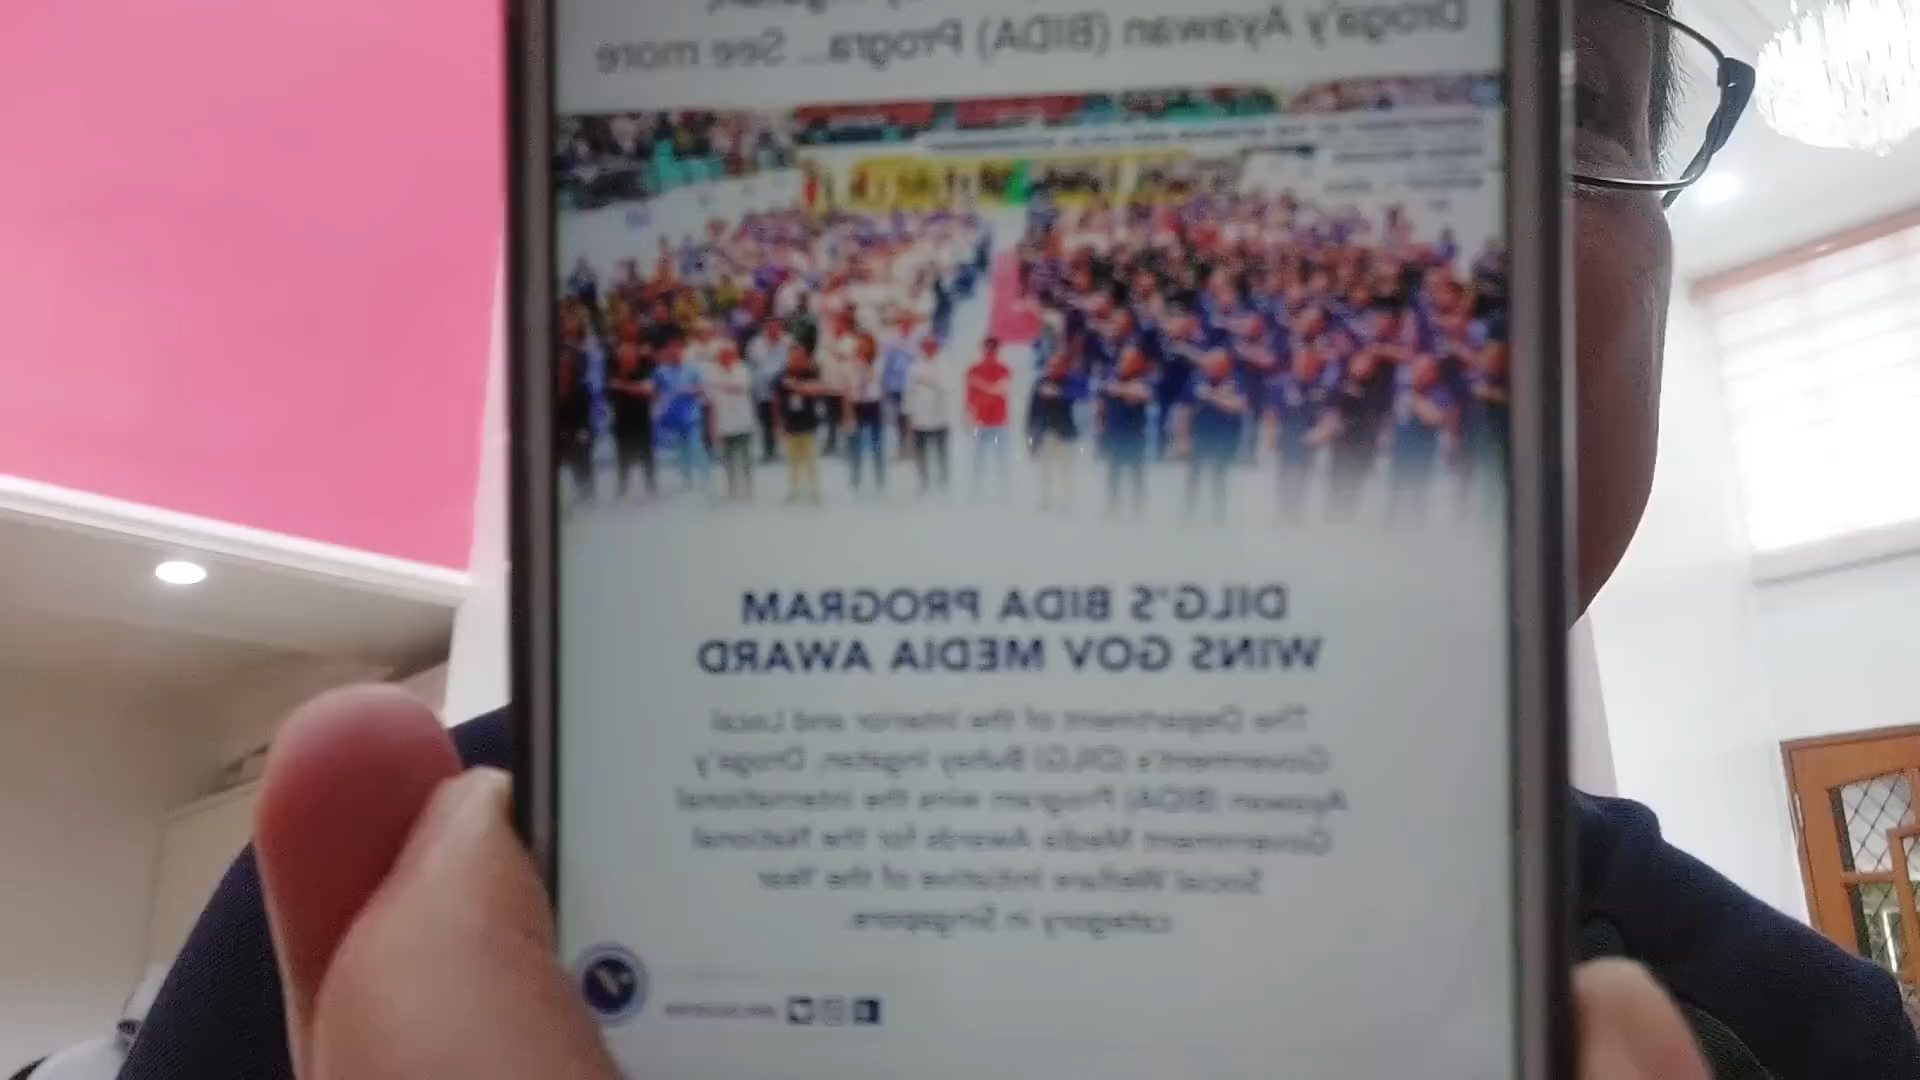 Droga'y Ayawan (BIDA) Progra... See more
DILG'S BIDA PROGRAM
WINS GOV MEDIA AWARD
The Department of the Interior and Local
Government's (DILG) Buhay Ingatan, Droga'y
Ayawan (BIDA) Program wins the International
Government Media Awards for the National
Social Welfare Initiative of the Year
category in Singapore.